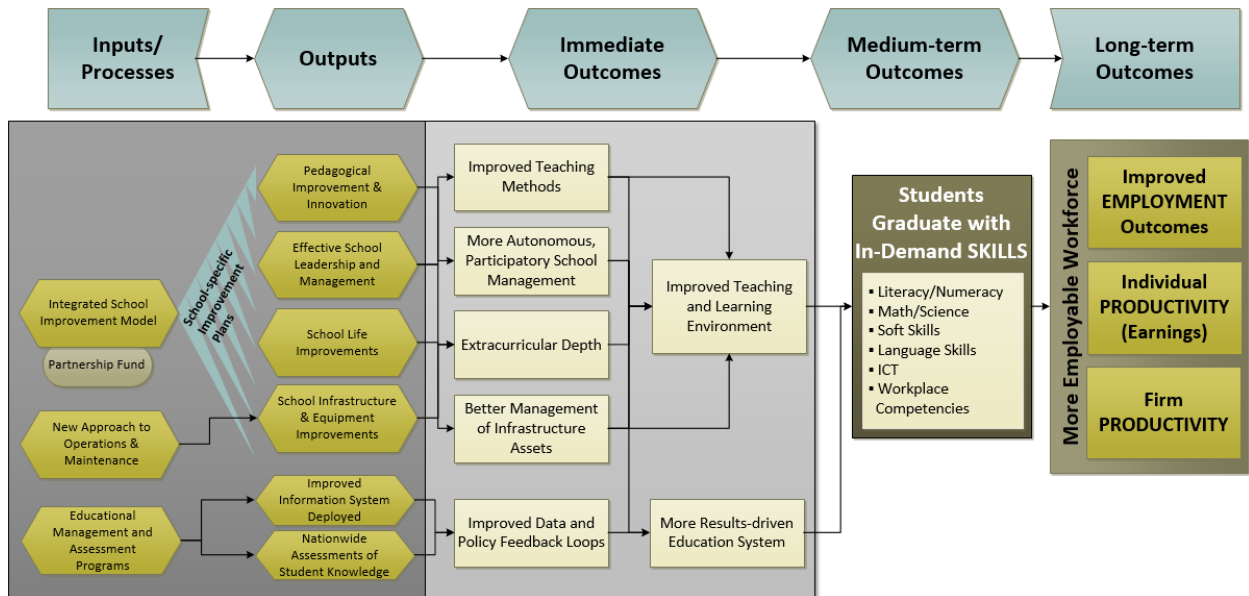 Inputs/
Processes
Outputs
Immediate
Outcomes
Medium-term
Outcomes
Long-term
Outcomes
Integrated School
Improvement Model
Partnership Fund
New Approach to
Operations &
Maintenance
Educational
Management and
Assessment
Programs
School-specific
Improvement
Plans
Pedagogical
Improvement &
Innovation
Effective School
Leadership and
Management
School Life
Improvements
School Infrastructure
& Equipment
Improvements
Improved
Information System
Deployed
Nationwide
Assessments of
Student Knowledge
Improved Teaching
Methods
More Autonomous,
Participatory School
Management
Extracurricular Depth
Better Management
of Infrastructure
Assets
Improved Data and
Policy Feedback Loops
Improved Teaching
and Learning
Environment
More Results-driven
Education System
Students
Graduate with
In-Demand SKILLS
▪ Literacy/Numeracy
▪ Math/Science
▪ Soft Skills
▪ Language Skills
▪ ICT
▪ Workplace
Competencies
More Employable Workforce
Improved
EMPLOYMENT
Outcomes
Individual
PRODUCTIVITY
(Earnings)
Firm
PRODUCTIVITY